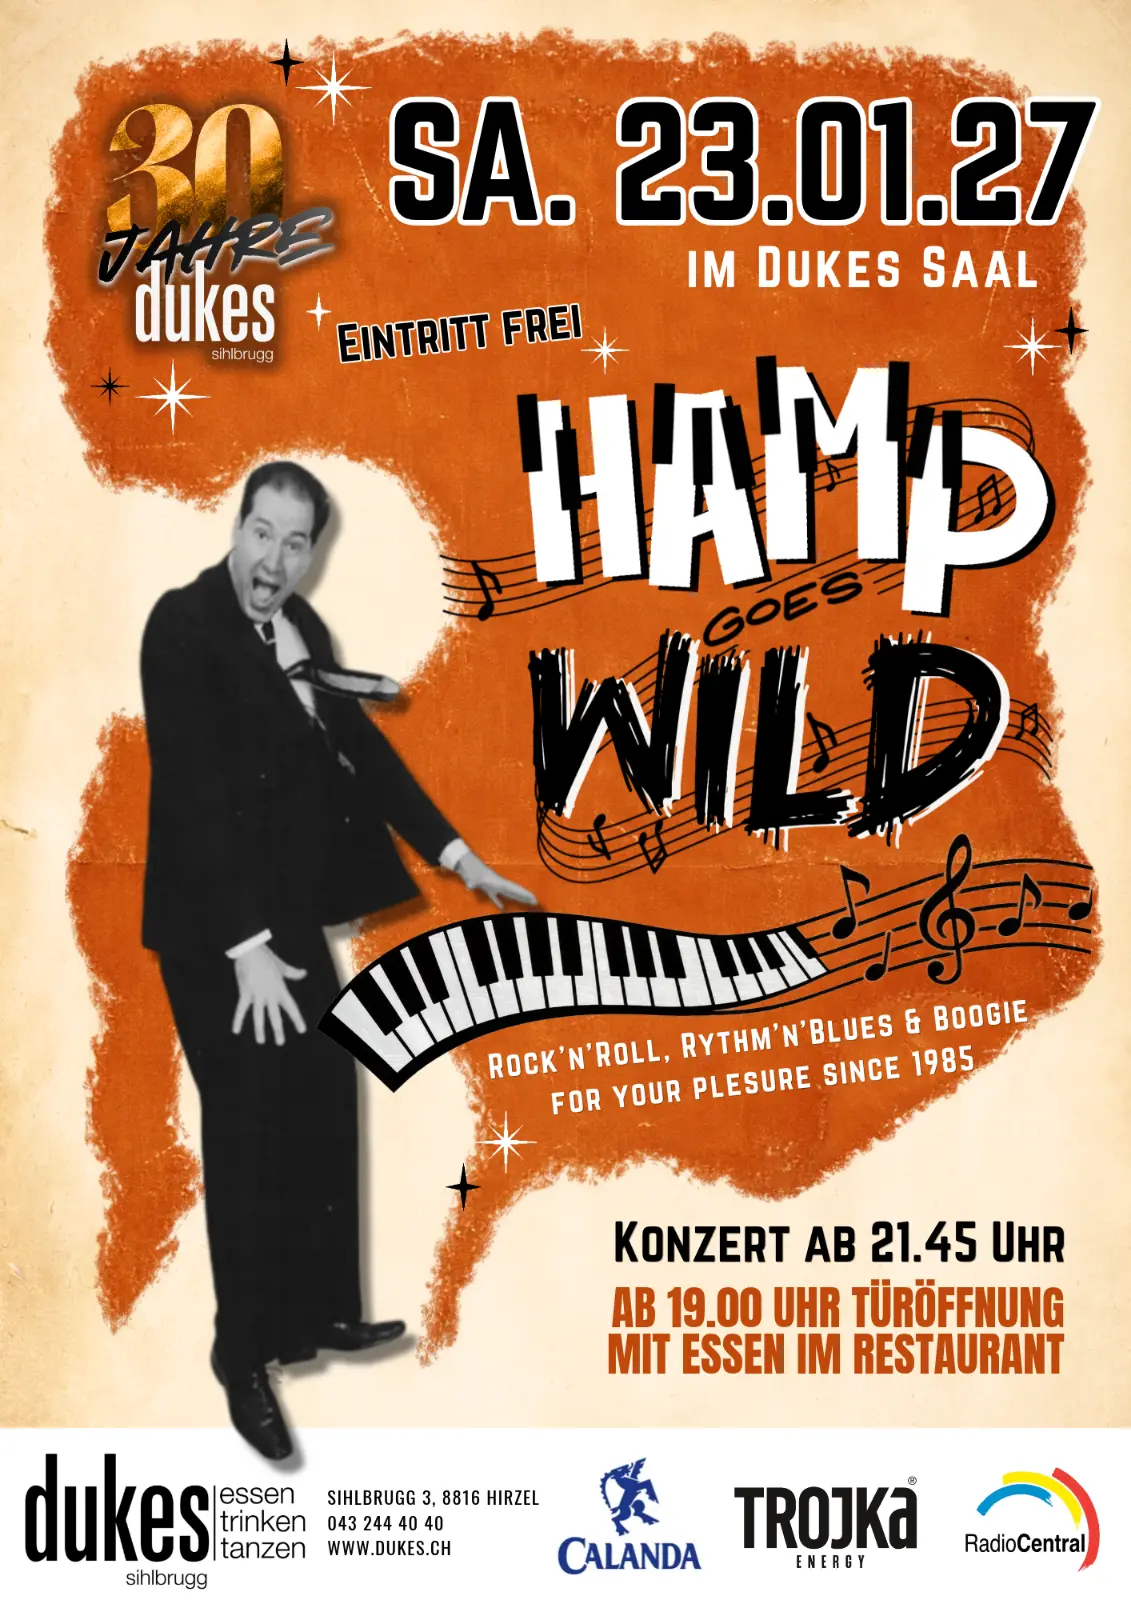 30
JAHRE
dukes
sihlbrugg
SA. 23.01.27
IM DUKES SAAL
EINTRITT FREI
HAMP
GOES
WILD
ROCK'N'ROLL, RYTHM'N'BLUES & BOOGIE
FOR YOUR PLESURE SINCE 1985
KONZERT AB 21.45 UHR
AB 19.00 UHR TÜRÖFFNUNG
MIT ESSEN IM RESTAURANT
dukes
sihlbrugg
essen
trinken
tanzen
SIHLBRUGG 3, 8816 HIRZEL
043 244 40 40
WWW.DUKES.CH
CALANDA
TROJKA®
ENERGY
RadioCentral